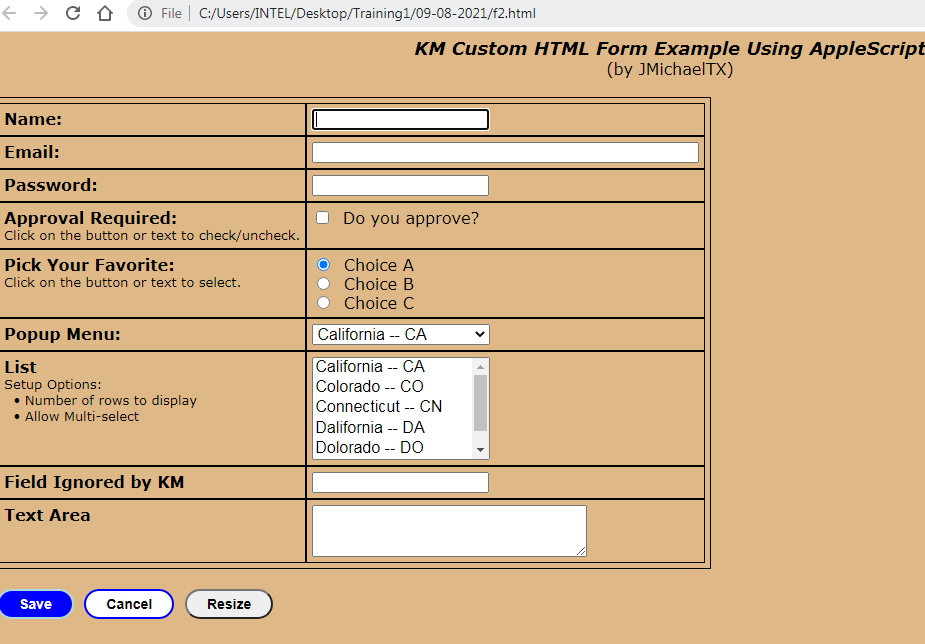 File | C:/Users/INTEL/Desktop/Training1/09-08-2021/f2.html
KM Custom HTML Form Example Using AppleScript
(by JMichaelTX)
Name:
Email:
Password:
Approval Required:
Click on the button or text to check/uncheck.
Do you approve?
Pick Your Favorite:
Click on the button or text to select.
Choice A
Choice B
Choice C
Popup Menu:
California -- CA
List
Setup Options:
• Number of rows to display
• Allow Multi-select
California -- CA
Colorado -- CO
Connecticut -- CN
Dalifornia -- DA
Dolorado -- DO
Field Ignored by KM
Text Area
Save Cancel Resize